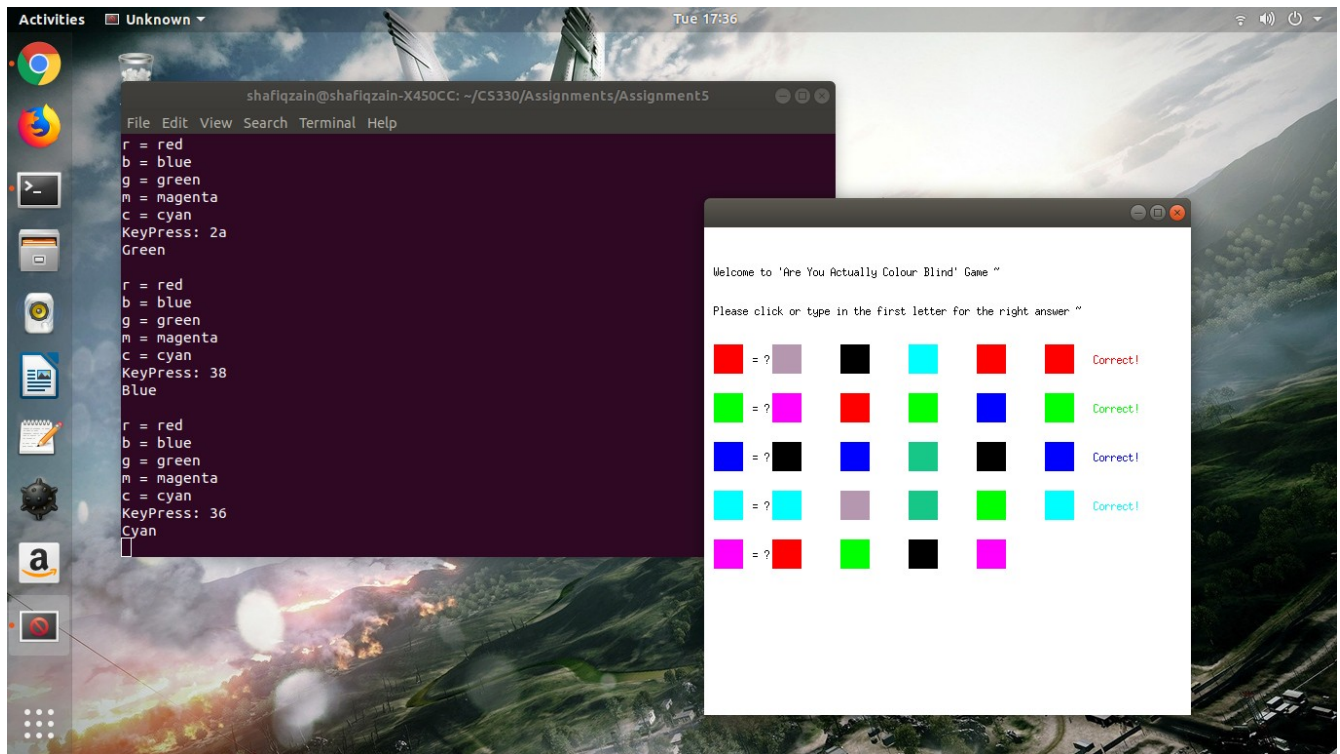 Activities
Unknown
Tue 17:36
shafiqzain@shafiqzain-X450CC: ~/CS330/Assignments/Assignment5
File Edit View Search Terminal Help
r = red
b = blue
g = green
m = magenta
c = cyan
KeyPress: 2a
Green
r = red
b = blue
g = green
m = magenta
c = cyan
KeyPress: 38
Blue
r = red
b = blue
g = green
m = magenta
c = cyan
KeyPress: 36
Cyan
Welcome to 'Are You Actually Colour Blind' Game ~
Please click or type in the first letter for the right answer ~
= ? Correct!
= ? Correct!
= ? Correct!
= ? Correct!
= ?